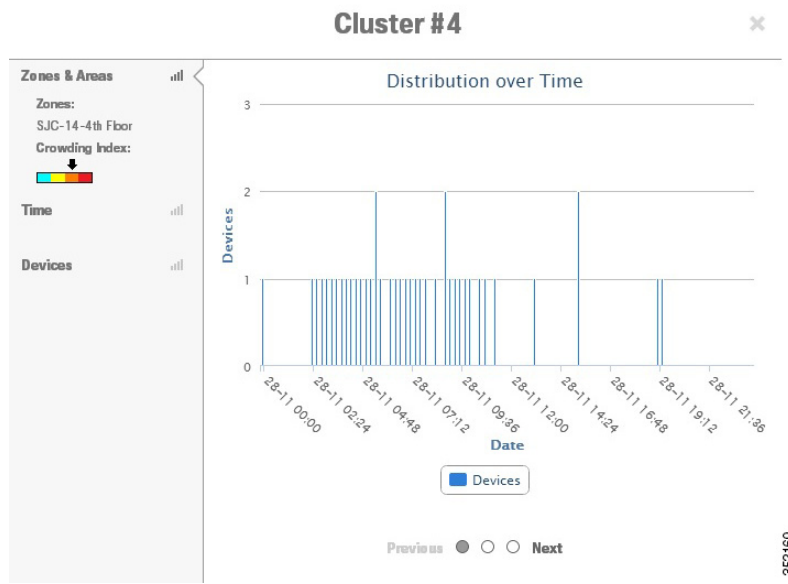 Cluster #4
×
Zones & Areas
Zones:
SJC-14-4th Floor
Crowding Index:
Time
Devices
Distribution over Time
3
2
1
0
Devices
28-11 00:00
28-11 02:24
28-11 04:48
28-11 07:12
28-11 09:36
28-11 12:00
28-11 14:24
28-11 16:48
28-11 19:12
28-11 21:36
Date
Devices
Previous
Next